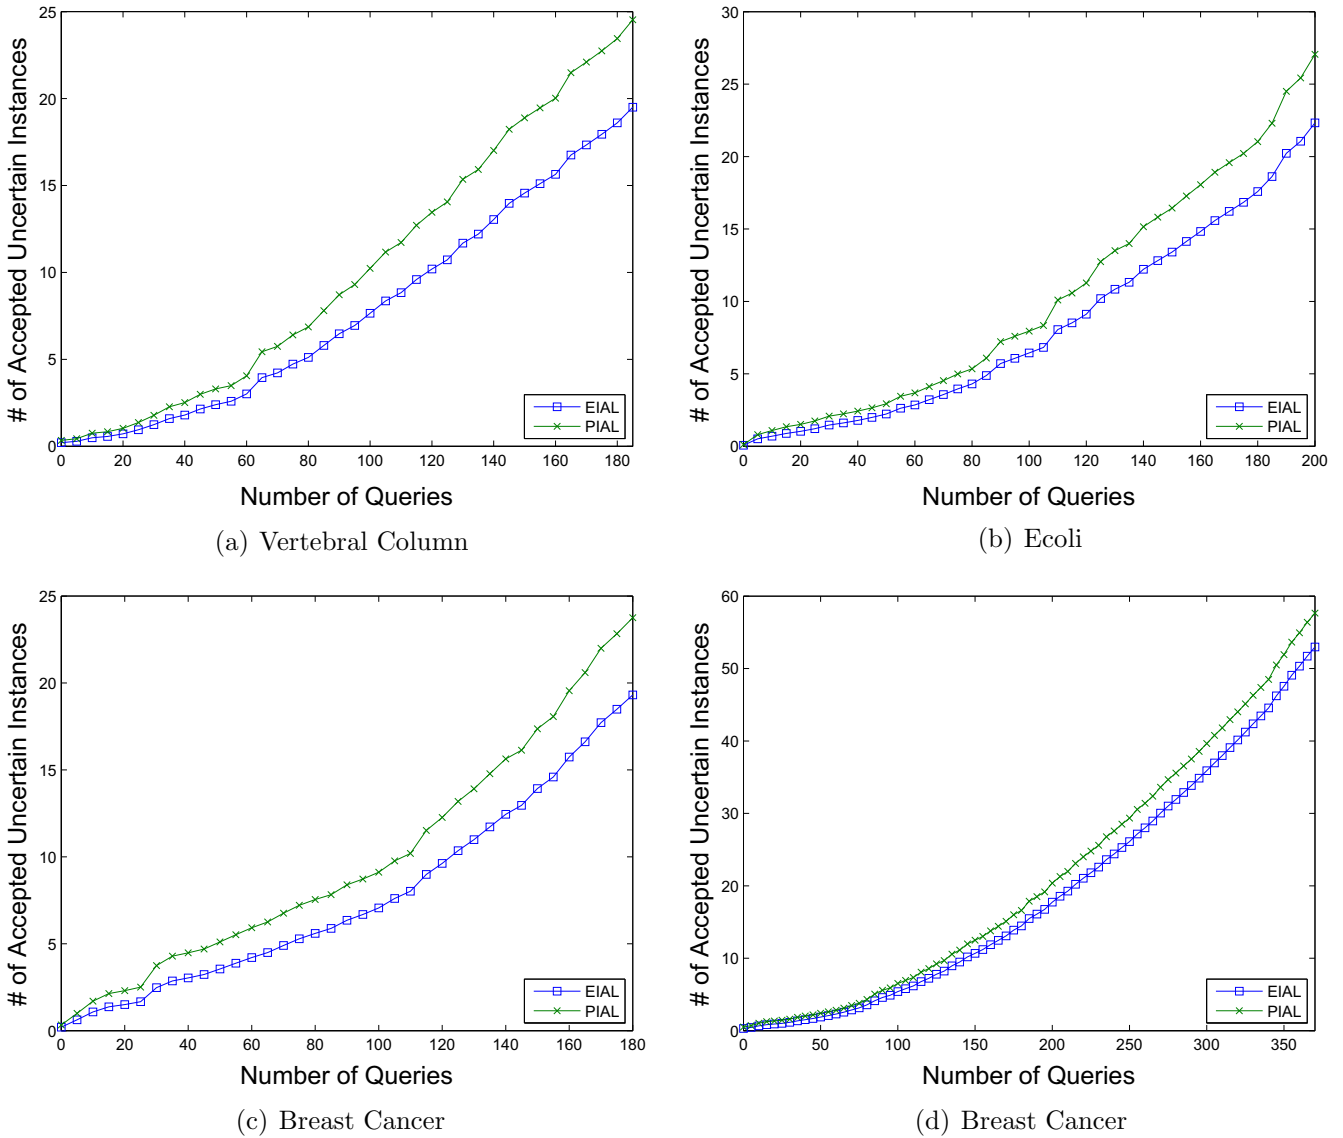 25
20
15
10
5
0
# of Accepted Uncertain Instances
EIAL
PIAL
0 20 40 60 80 100 120 140 160 180
Number of Queries
(a) Vertebral Column
30
25
20
15
10
5
0
# of Accepted Uncertain Instances
EIAL
PIAL
0 20 40 60 80 100 120 140 160 180 200
Number of Queries
(b) Ecoli
25
20
15
10
5
0
# of Accepted Uncertain Instances
EIAL
PIAL
0 20 40 60 80 100 120 140 160 180
Number of Queries
(c) Breast Cancer
60
50
40
30
20
10
0
# of Accepted Uncertain Instances
EIAL
PIAL
0 50 100 150 200 250 300 350
Number of Queries
(d) Breast Cancer